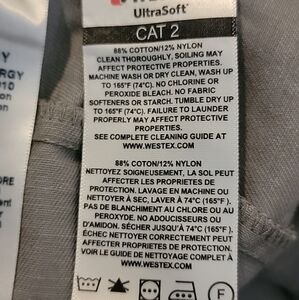 UltraSoft
CAT 2
88% COTTON/12% NYLON
CLEAN THOROUGHLY, SOILING MAY
AFFECT PROTECTIVE PROPERTIES.
MACHINE WASH OR DRY CLEAN, WASH UP
TO 165°F (74°C). NO CHLORINE OR
PEROXIDE BLEACH. NO FABRIC
SOFTENERS OR STARCH. TUMBLE DRY UP
TO 165°F (74°C). FAILURE TO LAUNDER
PROPERLY MAY AFFECT PROTECTIVE
PROPERTIES.
SEE COMPLETE CLEANING GUIDE AT
WWW.WESTEX.COM
88% COTON/12% NYLON
NETTOYEZ SOIGNEUSEMENT, LA SOL PEUT
AFFECTER LES PROPRIETES DE
PROTECTION. LAVAGE EN MACHINE OU
NETTOYER À SEC, LAVER À 74°C (165°F).
PAS DE BLANCHIMENT AU CHLORE OU AU
PEROXYDE. NO ADOUCISSEURS OU
D'AMIDON. SÉCHER JUSQU'À 74°C (165°F).
ÉCHEC NETTOYER CORRECTEMENT PEUT
AFFECTER LES PROPRIETES DE
PROTECTION.
VOIR LE GUIDE DE NETTOYAGE COMPLET À
WWW.WESTEX.COM
F